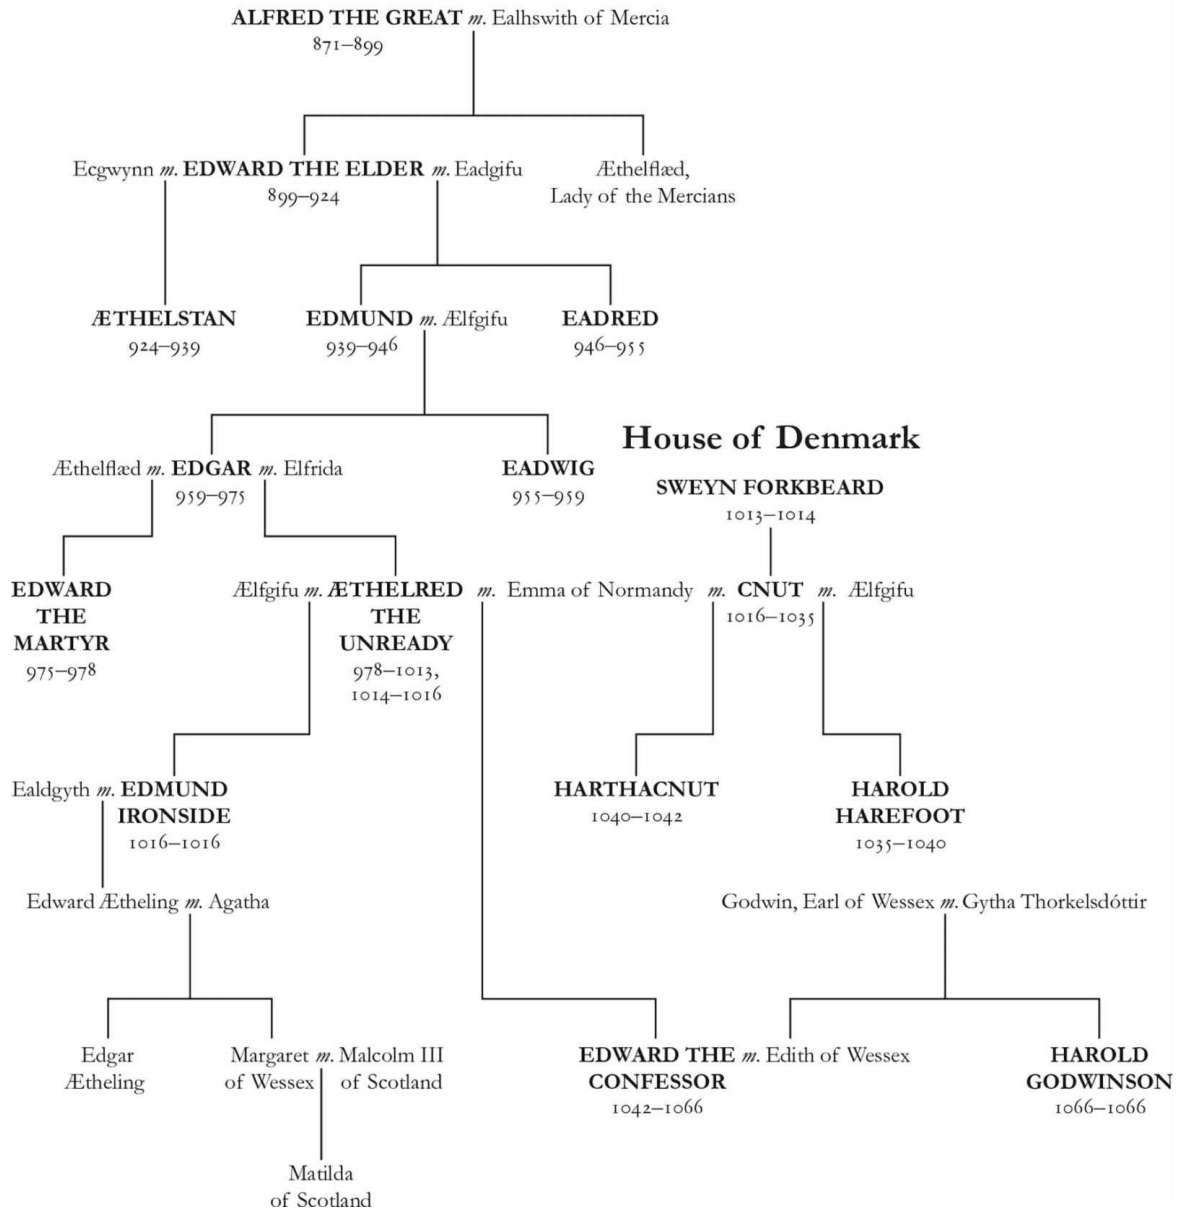 ALFRED THE GREAT m. Ealhswith of Mercia
871–899
Ecgwynn m. EDWARD THE ELDER m. Eadgifu
899–924
Æthelflæd,
Lady of the Mercians
ÆTHELSTAN
924–939
EDMUND m. Ælfgifu
939–946
EADRED
946–955
Æthelflæd m. EDGAR m. Elfrida
959–975
EADWIG
955–959
House of Denmark
SWEYN FORKBEARD
1013–1014
EDWARD
THE
MARTYR
975–978
Ælfgifu m. ÆTHELRED m. Emma of Normandy m. CNUT m. Ælfgifu
THE
UNREADY
978–1013,
1014–1016
1016–1035
Ealdgyth m. EDMUND
IRONSIDE
1016–1016
HARTHACNUT
1040–1042
HAROLD
HAREFOOT
1035–1040
Edward Ætheling m. Agatha
Godwin, Earl of Wessex m. Gytha Thorkelsdóttir
Edgar
Ætheling
Margaret m. Malcolm III
of Wessex of Scotland
EDWARD THE m. Edith of Wessex
CONFESSOR
1042–1066
HAROLD
GODWINSON
1066–1066
Matilda
of Scotland